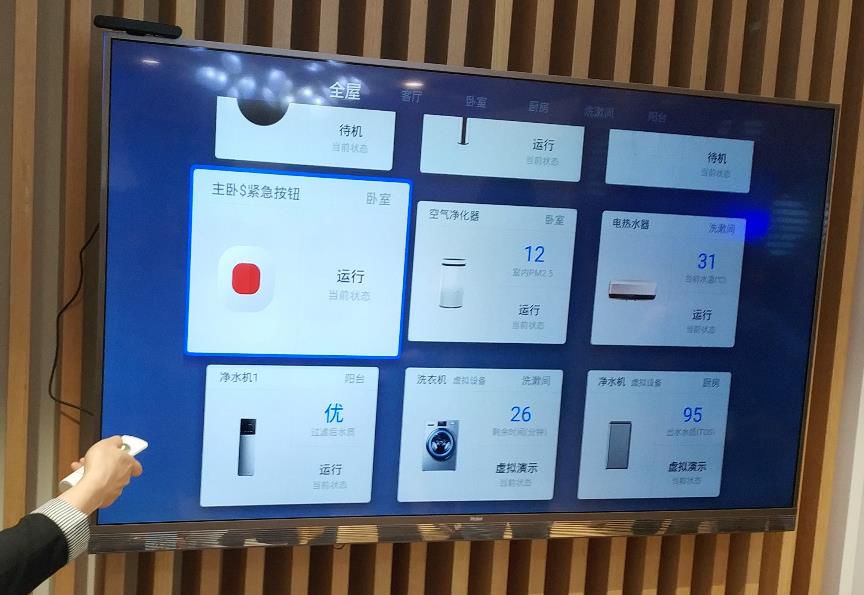 全屋 客厅 卧室 厨房 洗漱间 阳台
待机
当前状态
运行
当前状态
待机
当前状态
主卧$紧急按钮 卧室
运行
当前状态
空气净化器 卧室
12
室内PM2.5
运行
当前状态
电热水器 洗漱间
31
当前水温(℃)
运行
当前状态
净水机1 阳台
优
过滤后水质
运行
当前状态
洗衣机 虚拟设备 洗漱间
26
剩余时间(分钟)
虚拟演示
当前状态
净水机 虚拟设备 厨房
95
出水水质(TDS)
虚拟演示
当前状态
Haier